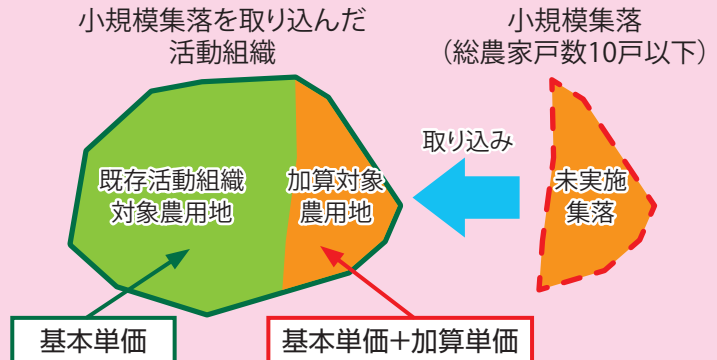 小規模集落を取り込んだ
活動組織
小規模集落
（総農家戸数10戸以下）
取り込み
既存活動組織
対象農用地
加算対象
農用地
未実施
集落
基本単価
基本単価+加算単価